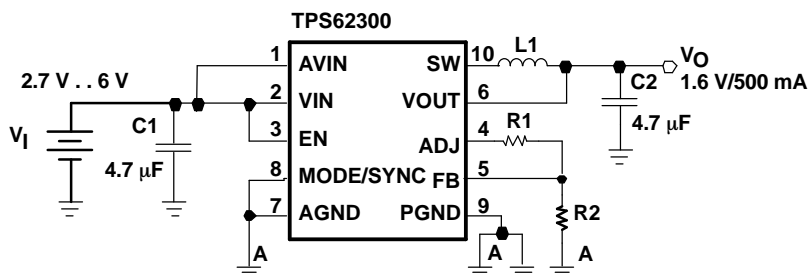 TPS62300
2.7 V . . 6 V
V_I
C1
4.7 µF
1 AVIN
2 VIN
3 EN
8 MODE/SYNC
7 AGND
A
SW 10
VOUT 6
ADJ 4
FB 5
PGND 9
A
L1
R1
R2
A
C2
4.7 µF
V_O
1.6 V/500 mA